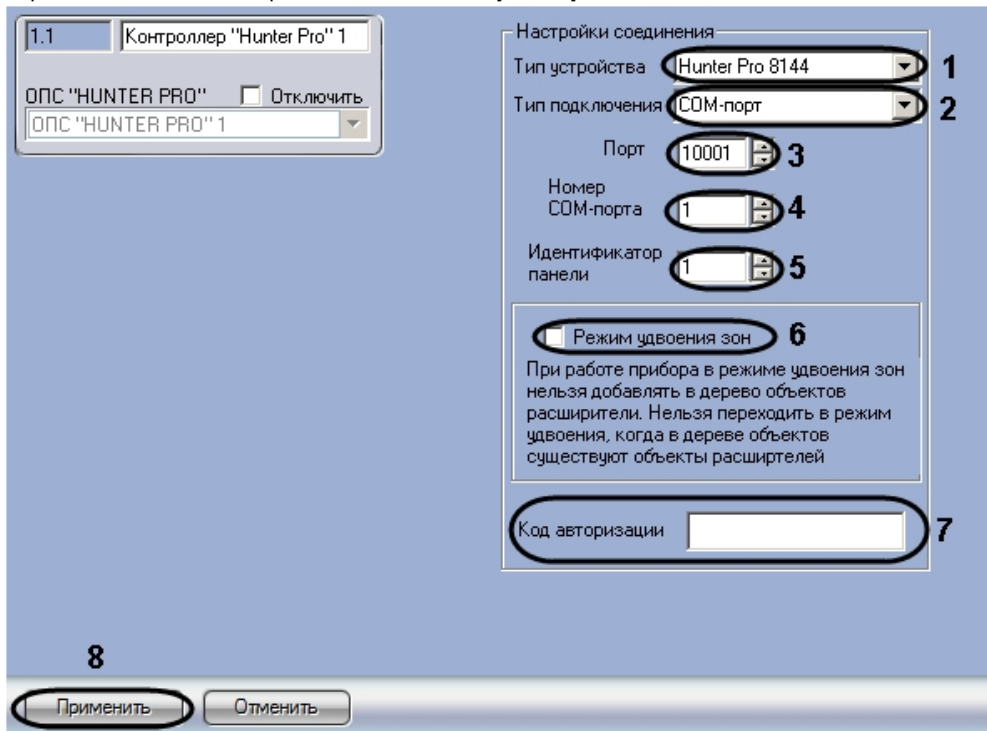 1.1 Контроллер "Hunter Pro" 1
ОПС "HUNTER PRO" Отключить
ОПС "HUNTER PRO" 1
Настройки соединения
Тип устройства Hunter Pro 8144 1
Тип подключения COM-порт 2
Порт 10001 3
Номер
COM-порта 1 4
Идентификатор
панели 1 5
Режим удвоения зон 6
При работе прибора в режиме удвоения зон
нельзя добавлять в дерево объектов
расширители. Нельзя переходить в режим
удвоения, когда в дереве объектов
существуют объекты расширтелей
Код авторизации 7
8
Применить Отменить